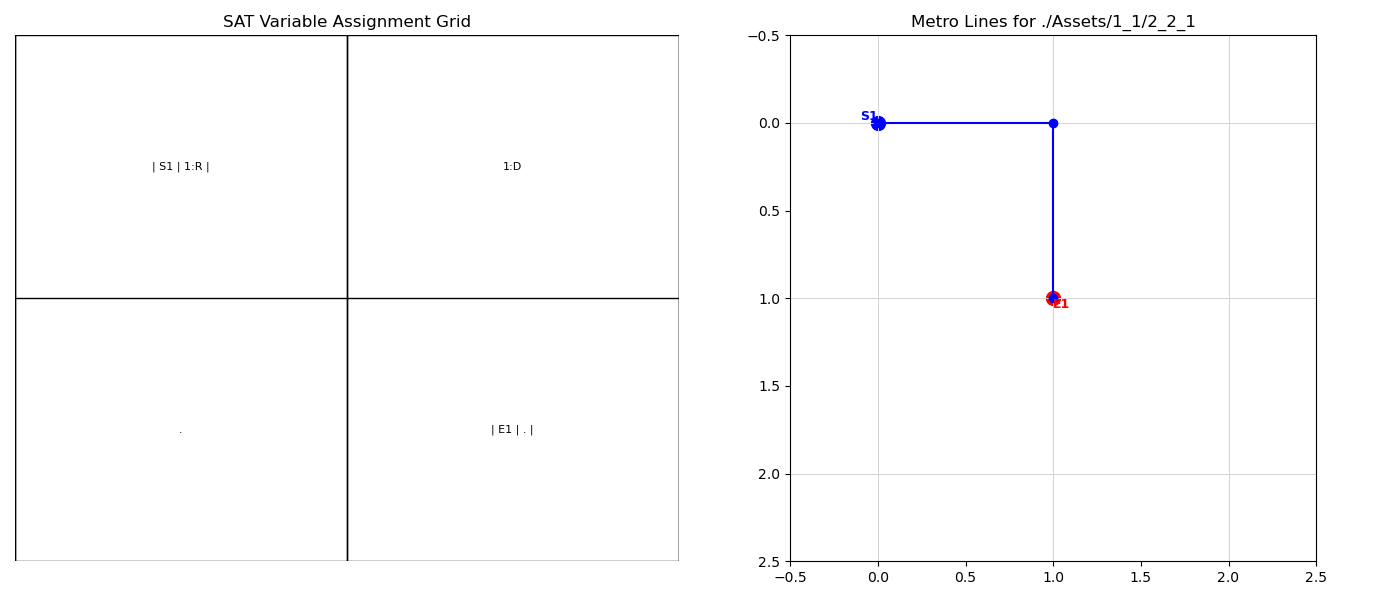 SAT Variable Assignment Grid
| S1 | 1:R |
1:D
.
| E1 | . |
Metro Lines for ./Assets/1_1/2_2_1
−0.5
0.0
0.5
1.0
1.5
2.0
2.5
S1
E1
−0.5
0.0
0.5
1.0
1.5
2.0
2.5